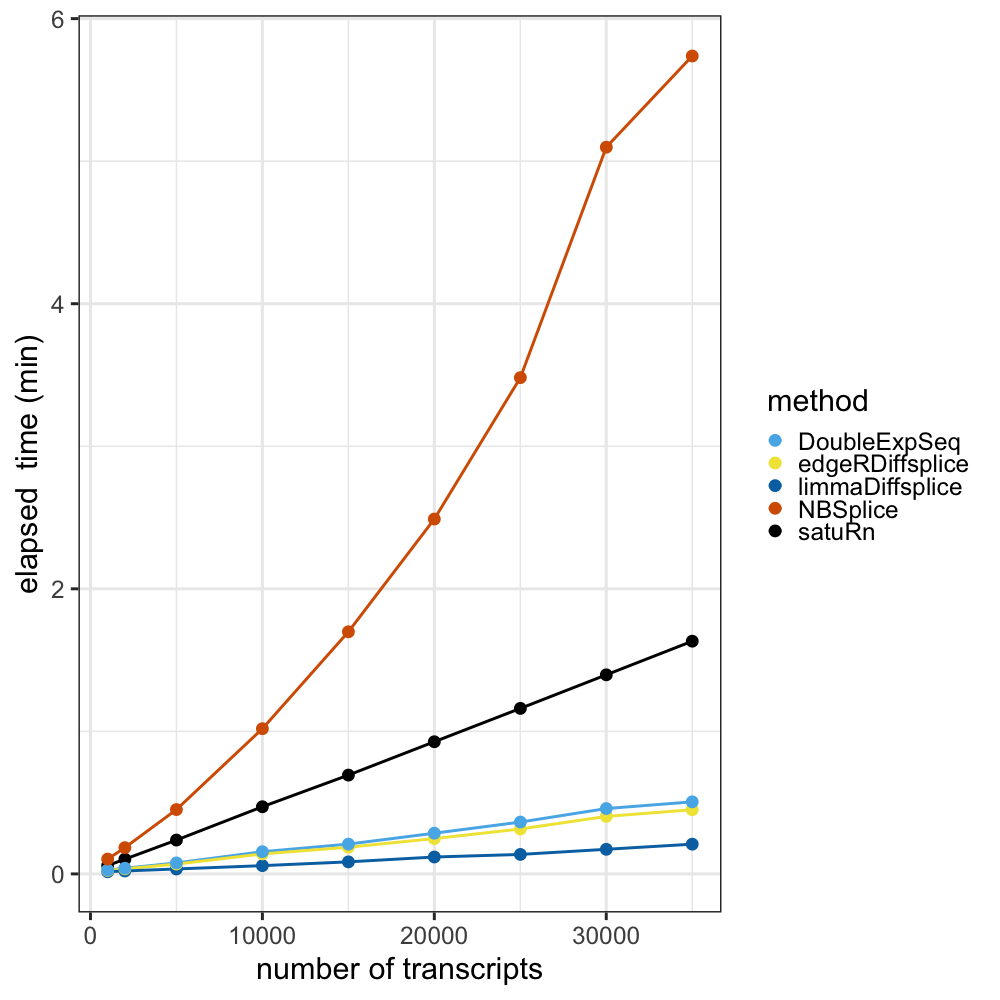 6
4
2
0
elapsed time (min)
0
10000
20000
30000
number of transcripts
method
DoubleExpSeq
edgeRDiffsplice
limmaDiffsplice
NBSplice
satuRn